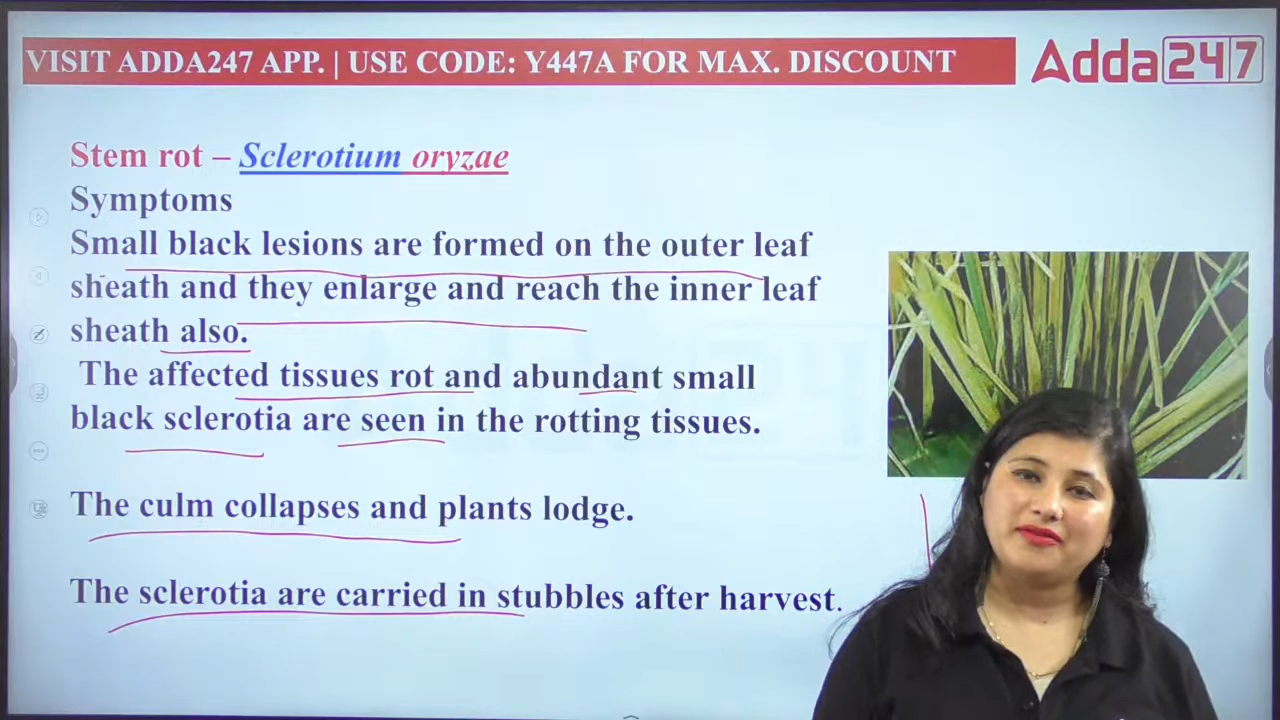 VISIT ADDA247 APP. | USE CODE: Y447A FOR MAX. DISCOUNT
Adda247
Stem rot – Sclerotium oryzae
Symptoms
Small black lesions are formed on the outer leaf
sheath and they enlarge and reach the inner leaf
sheath also.
The affected tissues rot and abundant small
black sclerotia are seen in the rotting tissues.
The culm collapses and plants lodge.
The sclerotia are carried in stubbles after harvest.